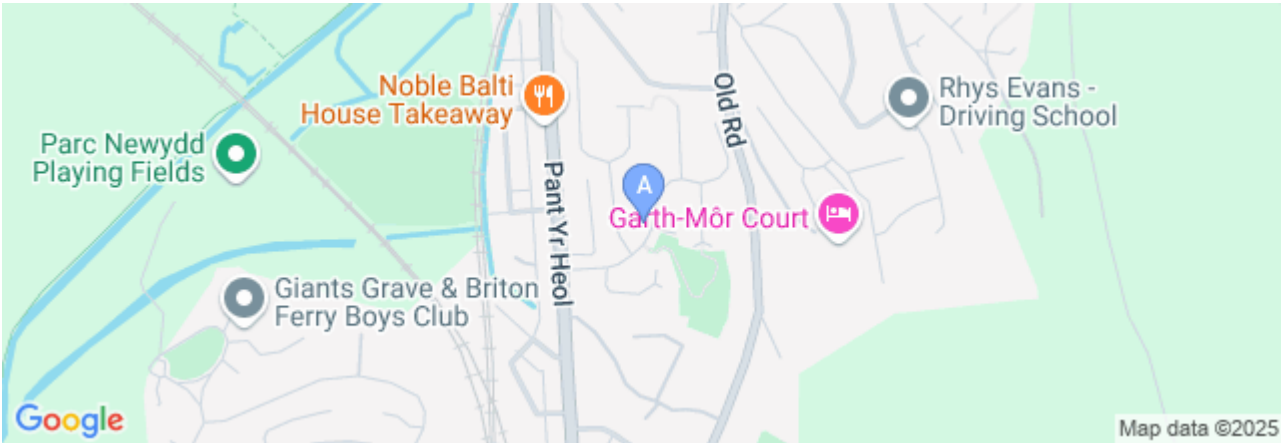 Noble Balti
House Takeaway
Old Rd
Rhys Evans -
Driving School
Parc Newydd
Playing Fields
Pant Yr Heol
A
Garth-Môr Court
Giants Grave & Briton
Ferry Boys Club
Google
Map data ©2025